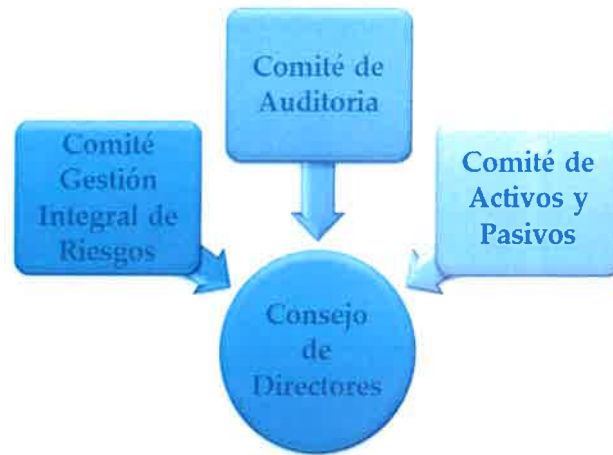 Comité de
Auditoria
Comité
Gestión
Integral de
Riesgos
Comité de
Activos y
Pasivos
Consejo
de
Directores